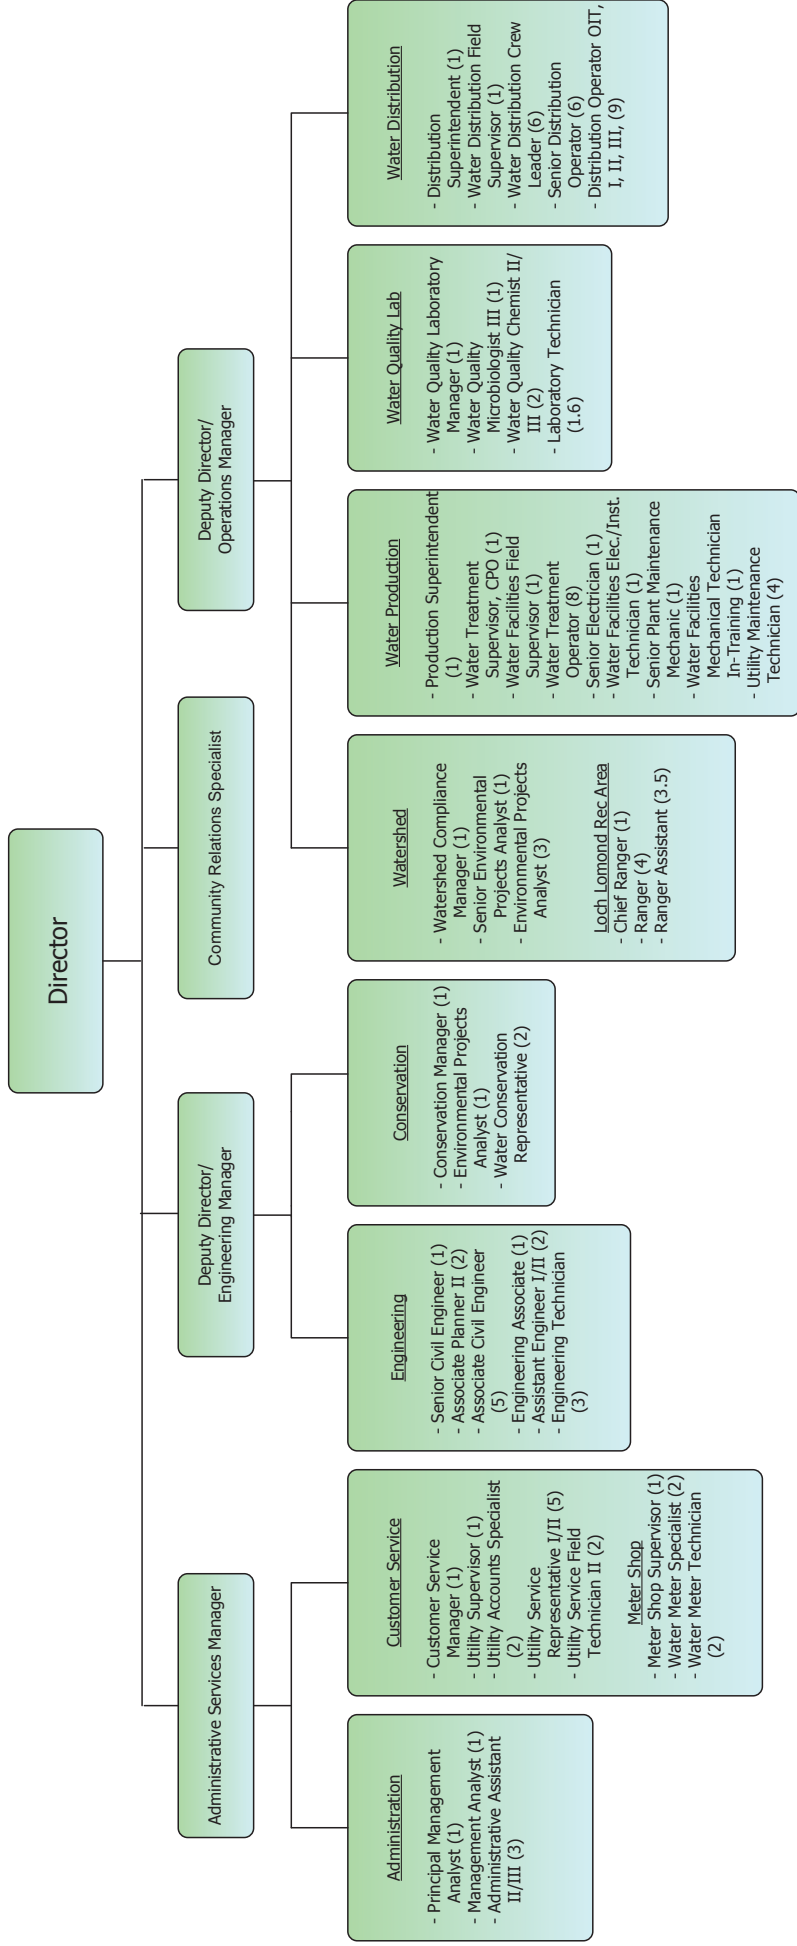 Director
Administrative Services Manager
Deputy Director/
Engineering Manager
Community Relations Specialist
Deputy Director/
Operations Manager
Administration
- Principal Management
Analyst (1)
- Management Analyst (1)
- Administrative Assistant
II/III (3)
Customer Service
- Customer Service
Manager (1)
- Utility Supervisor (1)
- Utility Accounts Specialist
(2)
- Utility Service
Representative I/II (5)
- Utility Service Field
Technician II (2)
Meter Shop
- Meter Shop Supervisor (1)
- Water Meter Specialist (2)
- Water Meter Technician
(2)
Engineering
- Senior Civil Engineer (1)
- Associate Planner II (2)
- Associate Civil Engineer
(5)
- Engineering Associate (1)
- Assistant Engineer I/II (2)
- Engineering Technician
(3)
Conservation
- Conservation Manager (1)
- Environmental Projects
Analyst (1)
- Water Conservation
Representative (2)
Watershed
- Watershed Compliance
Manager (1)
- Senior Environmental
Projects Analyst (1)
- Environmental Projects
Analyst (3)
Loch Lomond Rec Area
- Chief Ranger (1)
- Ranger (4)
- Ranger Assistant (3.5)
Water Production
- Production Superintendent
(1)
- Water Treatment
Supervisor, CPO (1)
- Water Facilities Field
Supervisor (1)
- Water Treatment
Operator (8)
- Senior Electrician (1)
- Water Facilities Elec./Inst.
Technician (1)
- Senior Plant Maintenance
Mechanic (1)
- Water Facilities
Mechanical Technician
In-Training (1)
- Utility Maintenance
Technician (4)
Water Quality Lab
- Water Quality Laboratory
Manager (1)
- Water Quality
Microbiologist III (1)
- Water Quality Chemist II/
III (2)
- Laboratory Technician
(1.6)
Water Distribution
- Distribution
Superintendent (1)
- Water Distribution Field
Supervisor (1)
- Water Distribution Crew
Leader (6)
- Senior Distribution
Operator (6)
- Distribution Operator OIT,
I, II, III, (9)